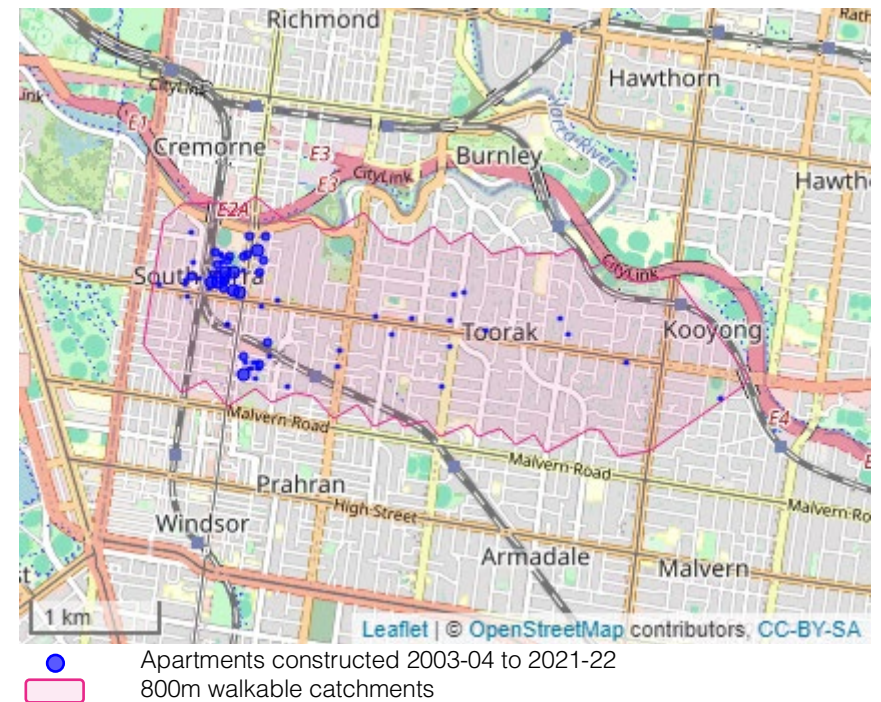 Richmond
Rath
Hawthorn
CityLink
ink
E1
Yarra River
Cremorne
E3
Burnley
E3
CityLink
Hawth
E2A
CityLink
South Yarra
Toorak
Kooyong
Malvern Road
E4
E
Malvern Road
Prahran
Malvern Ro
High Street
Windsor
Armadale
Malvern
t
1 km
Leaflet | © OpenStreetMap contributors, CC-BY-SA
Apartments constructed 2003-04 to 2021-22
800m walkable catchments